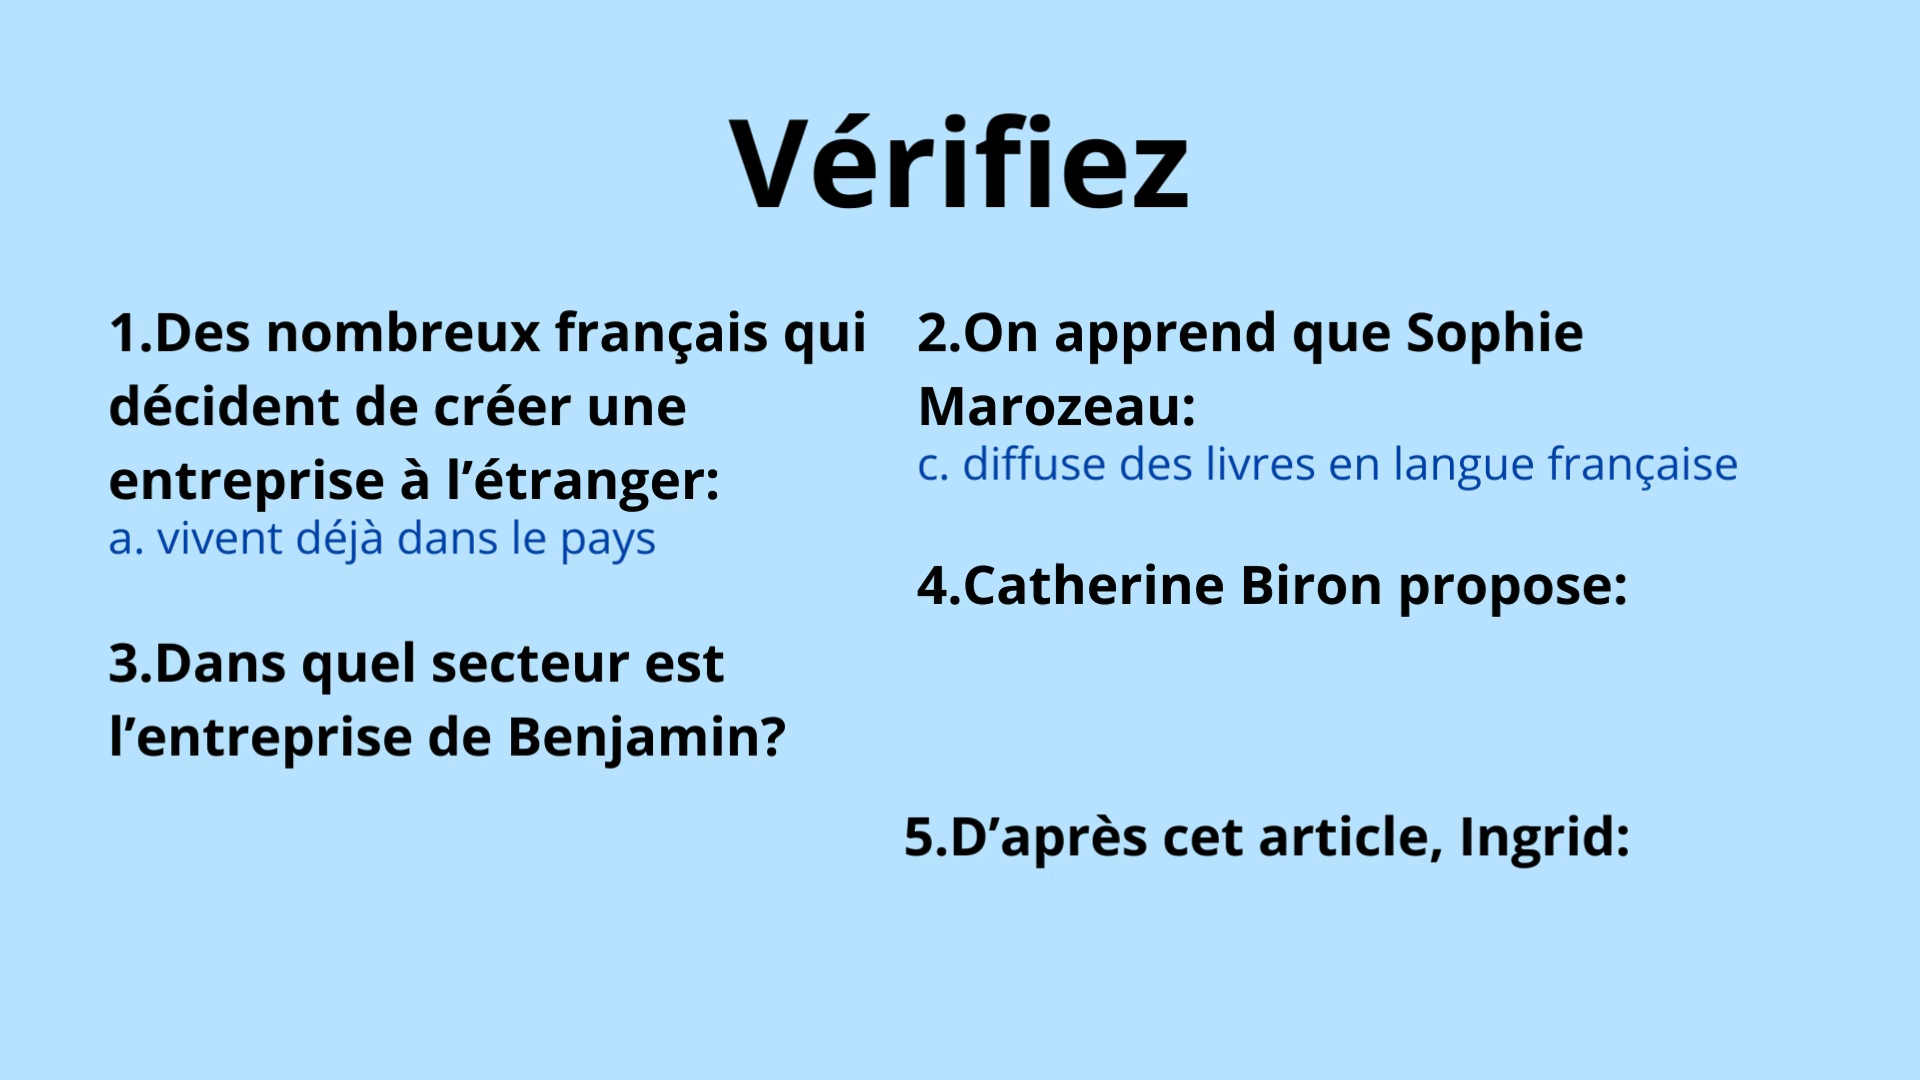 Vérifiez
1.Des nombreux français qui
décident de créer une
entreprise à l’étranger:
a. vivent déjà dans le pays
2.On apprend que Sophie
Marozeau:
c. diffuse des livres en langue française
3.Dans quel secteur est
l’entreprise de Benjamin?
4.Catherine Biron propose:
5.D’après cet article, Ingrid: